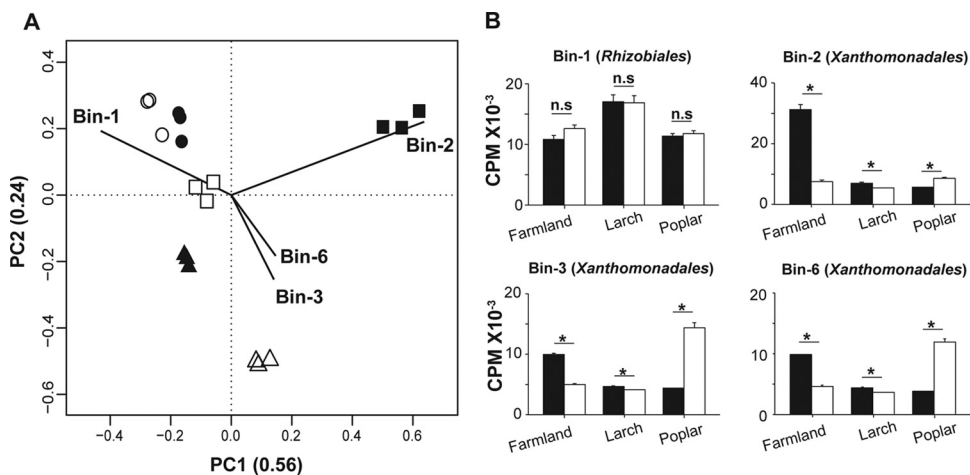 A
PC2 (0.24)
0.4
0.2
0.0
−0.2
−0.4
−0.6
Bin-1
Bin-2
Bin-6
Bin-3
−0.4
−0.2
0.0
0.2
0.4
0.6
PC1 (0.56)
B
Bin-1 (Rhizobiales)
CPM X10-3
20
10
0
n.s
n.s
n.s
Farmland
Larch
Poplar
Bin-2 (Xanthomonadales)
40
20
0
*
*
*
Farmland
Larch
Poplar
Bin-3 (Xanthomonadales)
CPM X10-3
20
10
0
*
*
*
Farmland
Larch
Poplar
Bin-6 (Xanthomonadales)
20
10
0
*
*
*
Farmland
Larch
Poplar